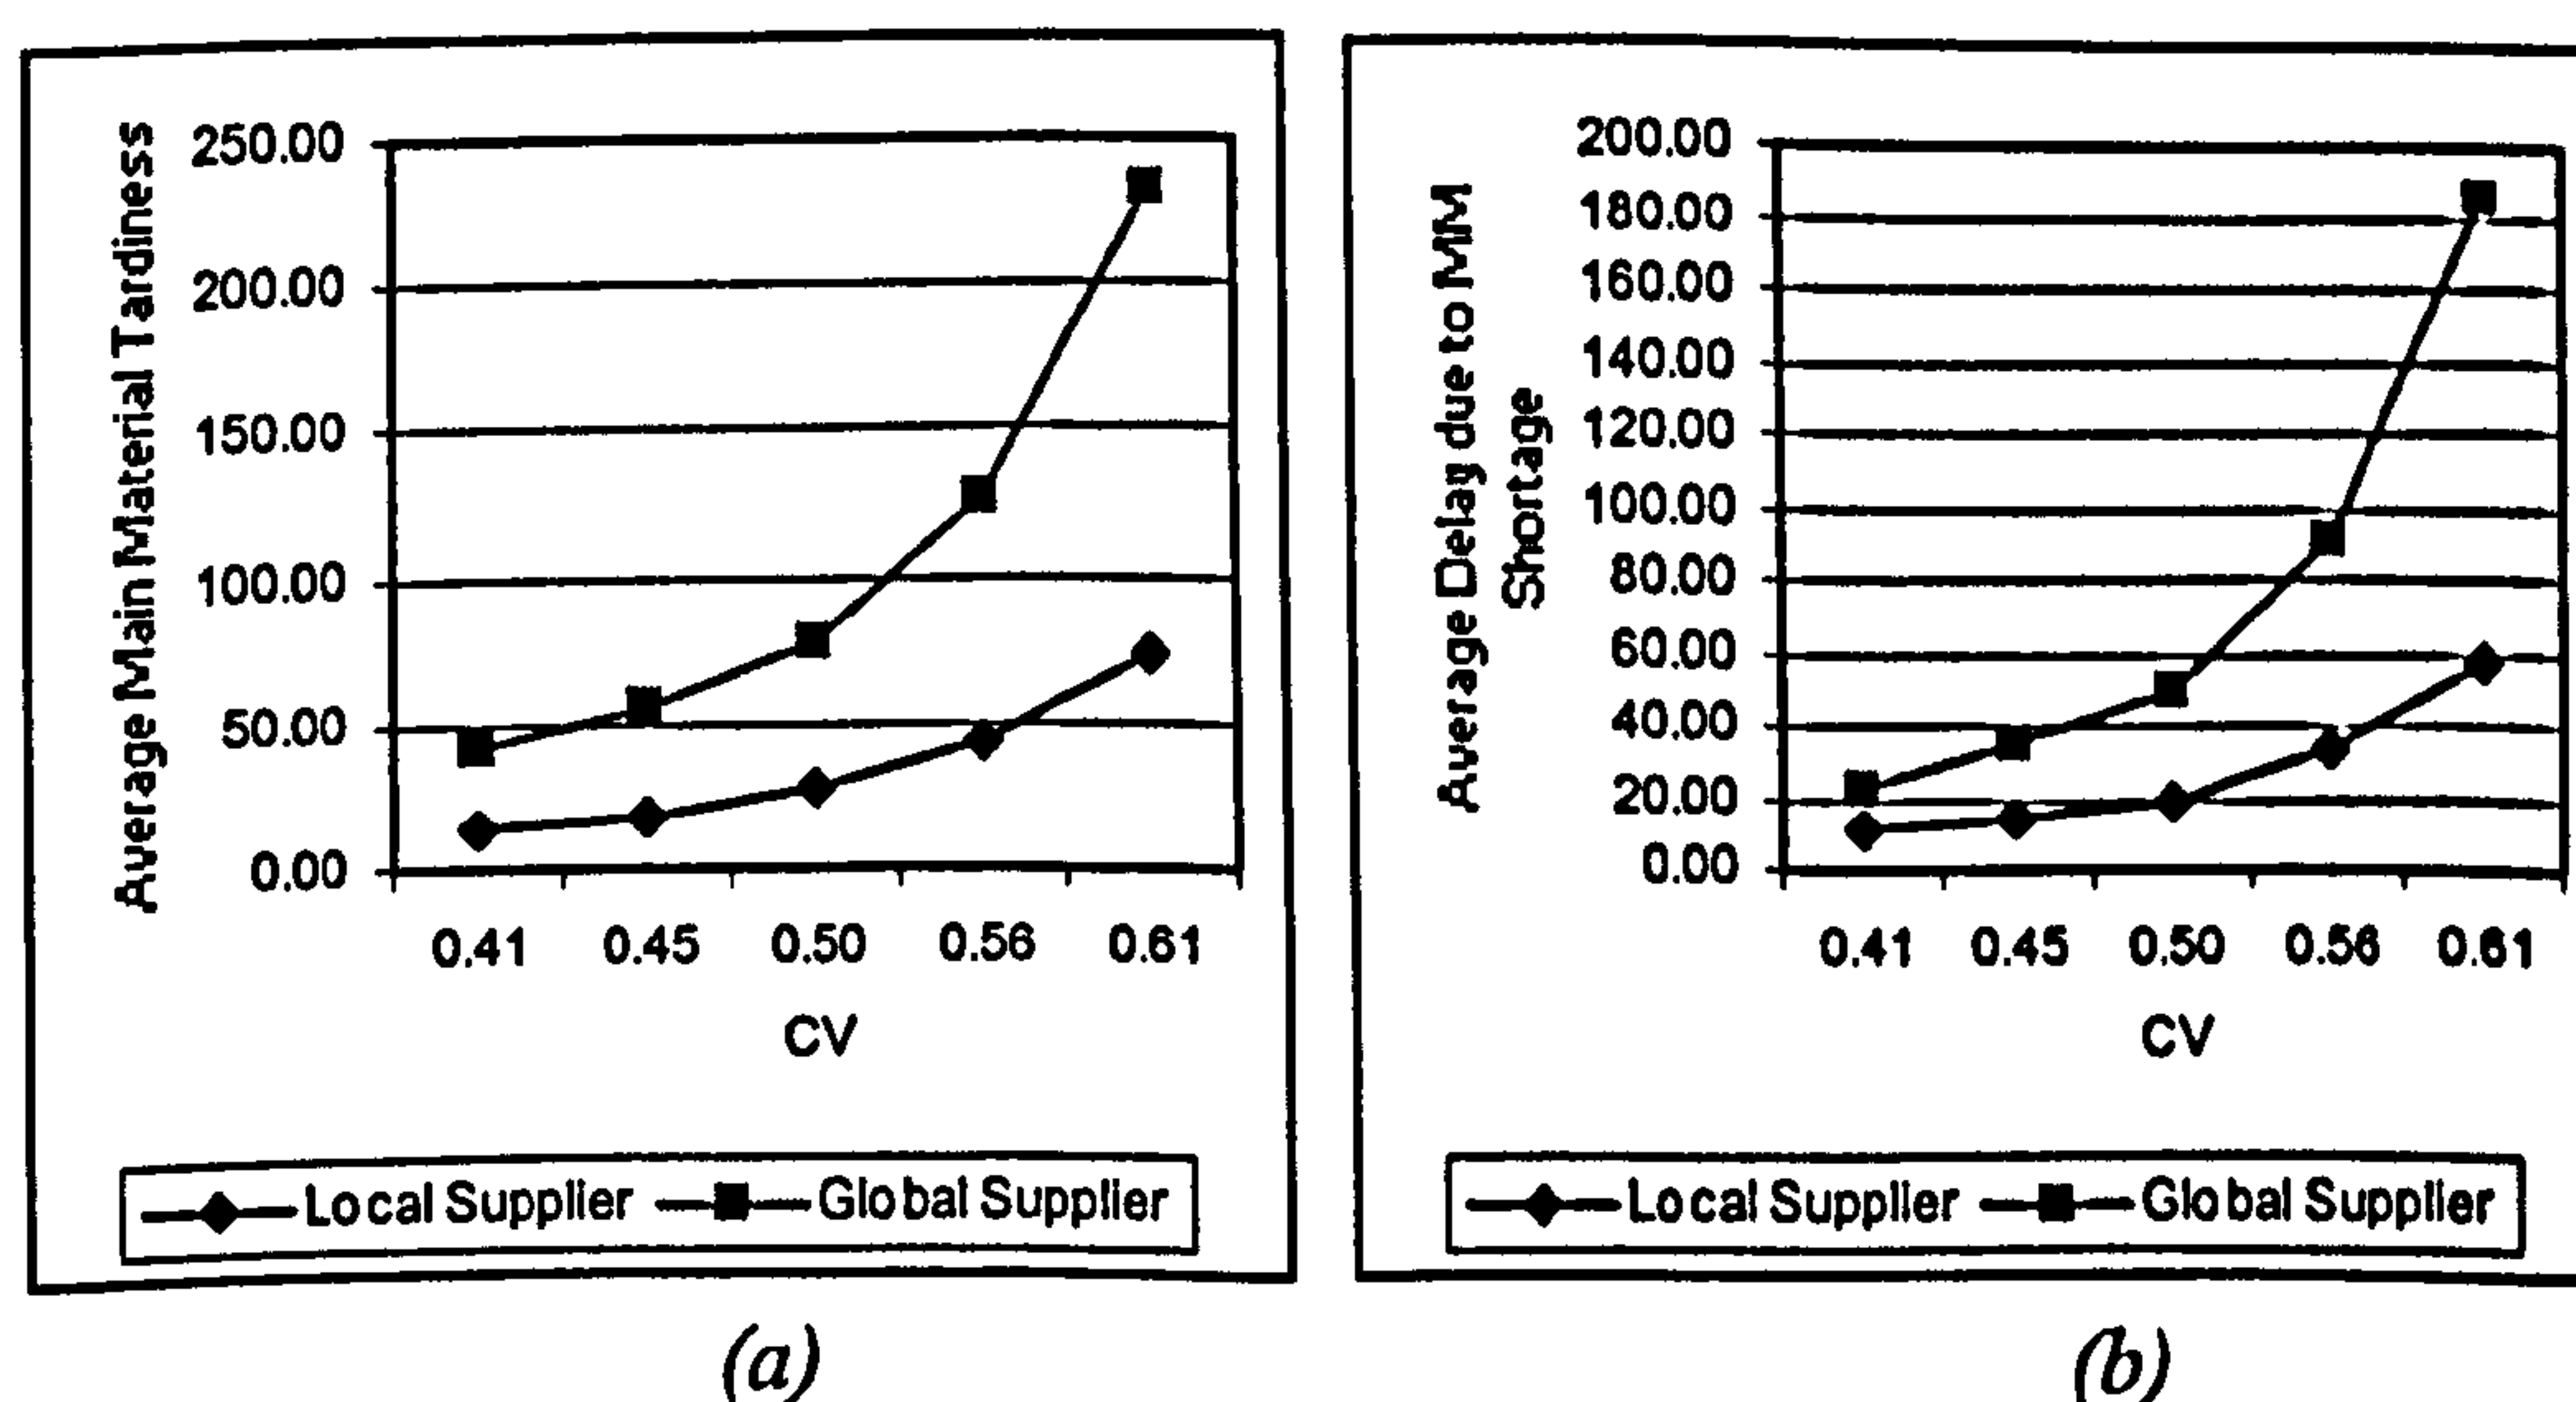 Average Main Material Tardiness
250.00
200.00
150.00
100.00
50.00
0.00
0.41 0.45 0.50 0.56 0.61
CV
Local Supplier Global Supplier
(a)
Average Delay due to MM
Shortage
200.00
180.00
160.00
140.00
120.00
100.00
80.00
60.00
40.00
20.00
0.00
0.41 0.45 0.50 0.56 0.61
CV
Local Supplier Global Supplier
(b)